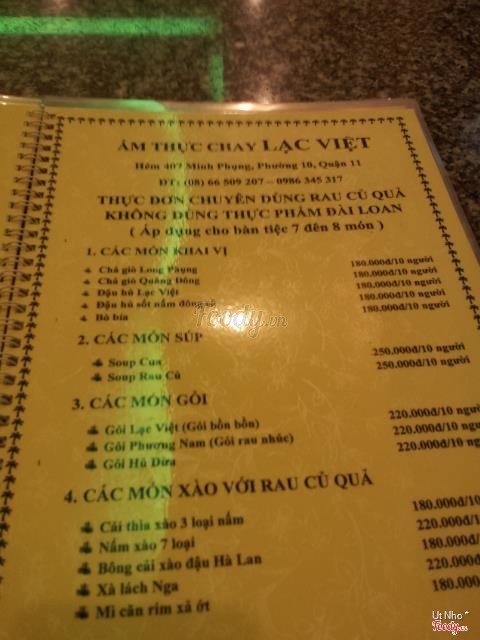 ẨM THỰC CHAY LẠC VIỆT
Hẻm 407 Minh Phụng, Phường 10, Quận 11
ĐT: (08) 66 509 207 – 0986 345 317
THỰC ĐƠN CHUYÊN DÙNG RAU CỦ QUẢ
KHÔNG DÙNG THỰC PHẨM ĐÀI LOAN
( Áp dụng cho bàn tiệc 7 đến 8 món )
1. CÁC MÓN KHAI VỊ
Chả giò Long Phụng 180.000đ/10 người
Chả giò Quảng Đông 180.000đ/10 người
Đậu hủ Lạc Việt 180.000đ/10 người
Đậu hủ sốt nấm đông cô 180.000đ/10 người
Bò bía 180.000đ/10 người
2. CÁC MÓN SÚP
Soup Cua 250.000đ/10 người
Soup Rau Củ 250.000đ/10 người
3. CÁC MÓN GỎI
Gỏi Lạc Việt (Gỏi bồn bồn) 220.000đ/10 người
Gỏi Phương Nam (Gỏi rau nhúc) 220.000đ/10 ngườ
Gỏi Hủ Dừa 220.000đ/10 ngườ
4. CÁC MÓN XÀO VỚI RAU CỦ QUẢ
Cải thìa xào 3 loại nấm 180.000đ/10
Nấm xào 7 loại 220.000đ/1
Bông cải xào đậu Hà Lan 180.000đ/
Xà lách Nga 220.000đ/
Mì căn rim xả ớt 180.000
Foody.vn
Ut Nho
Foody.vn